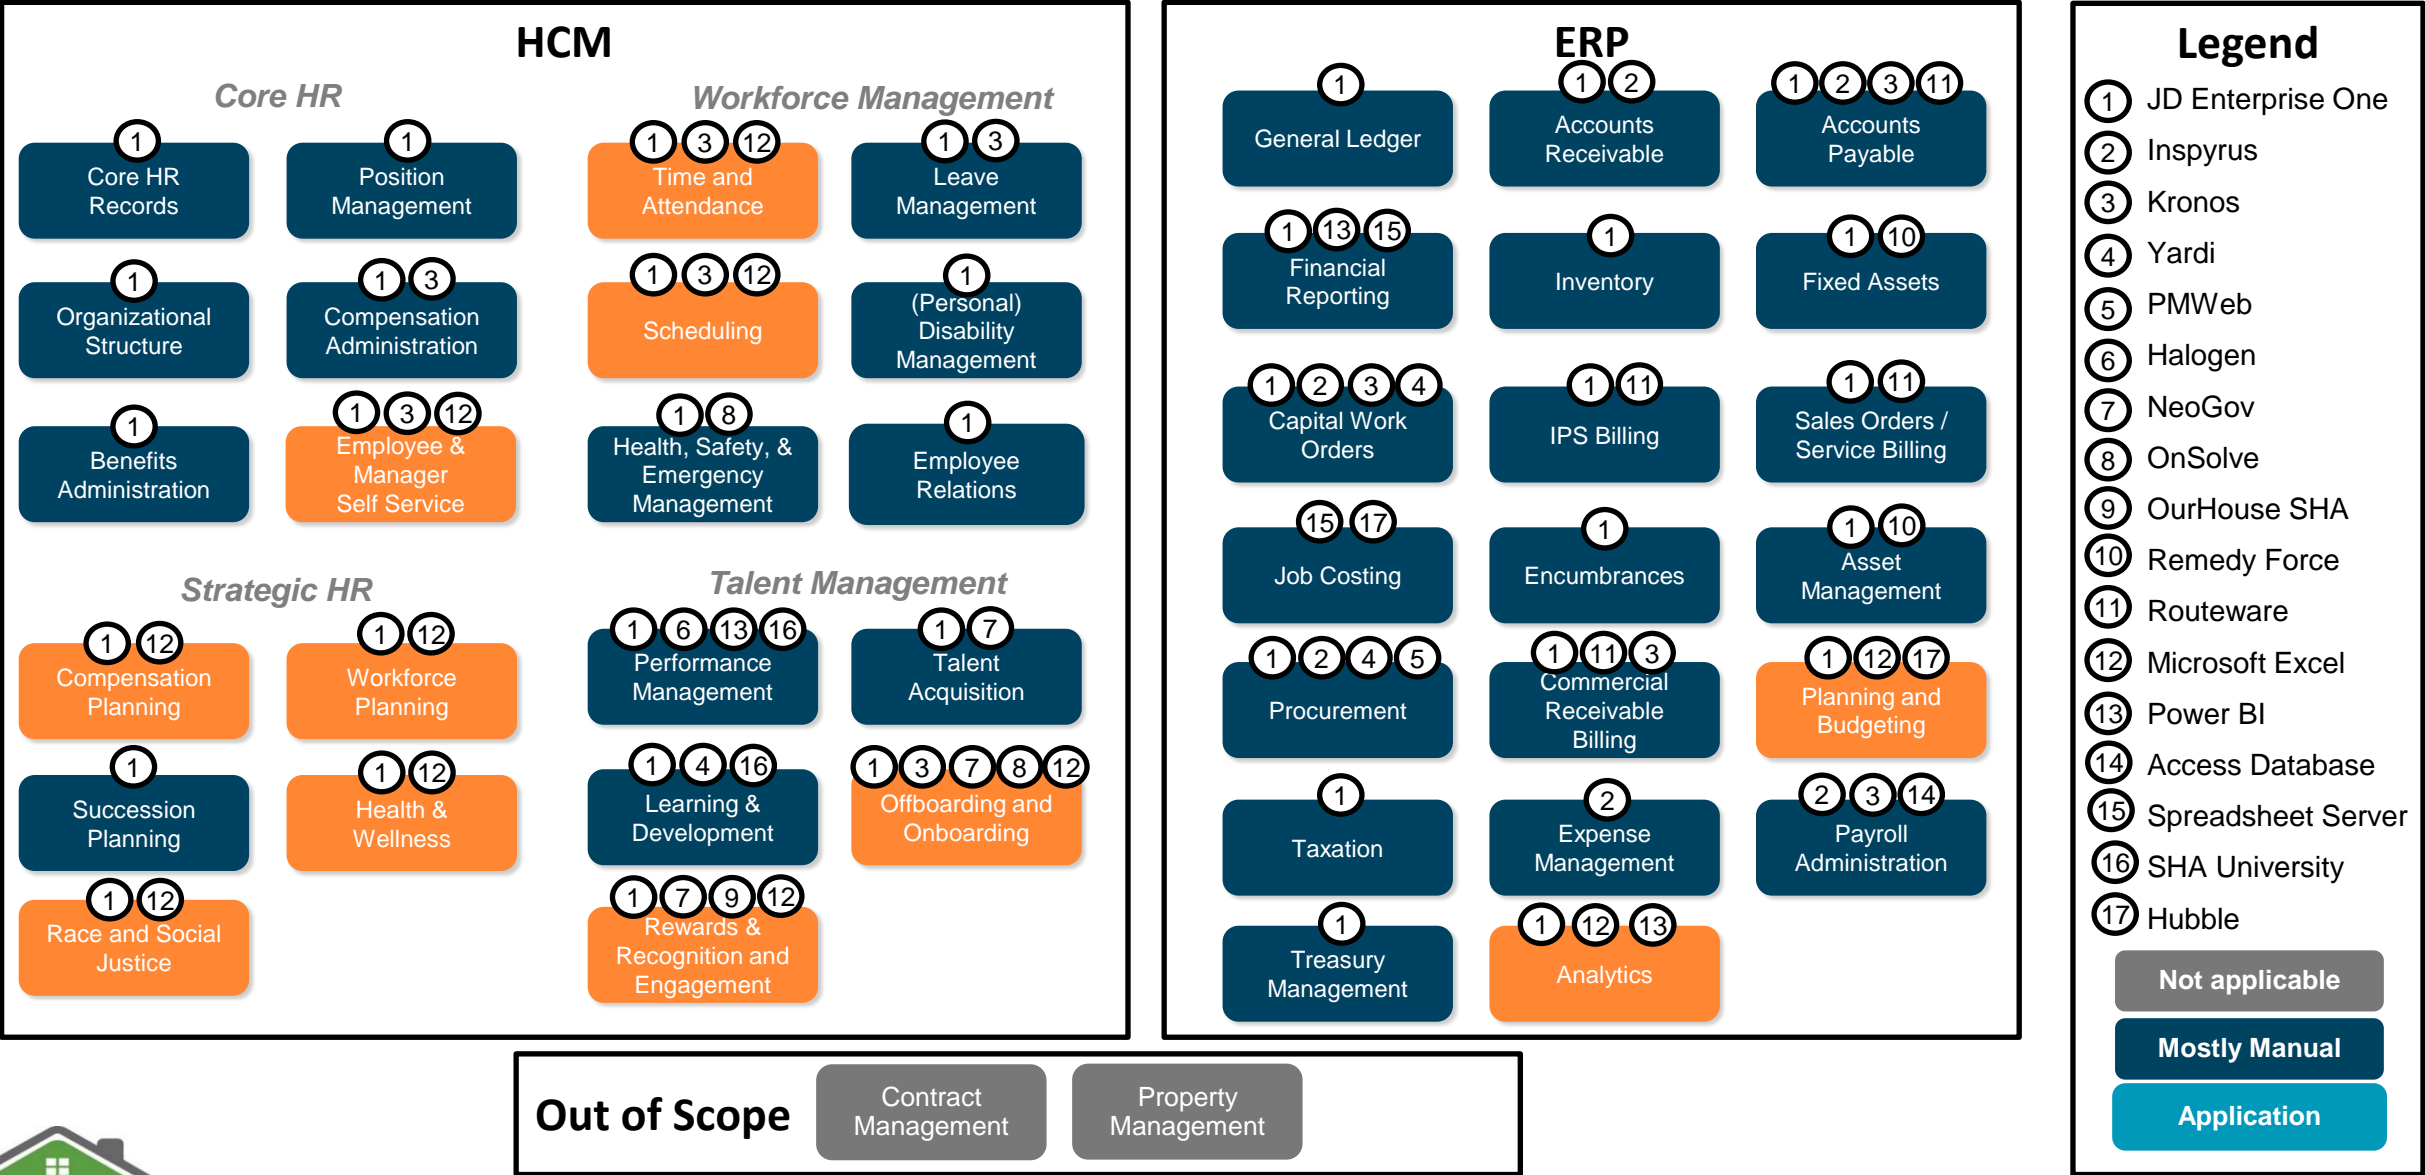 HCM
Core HR
1
Core HR
Records
1
Position
Management
1
Organizational
Structure
1 3
Compensation
Administration
1
Benefits
Administration
1 3 12
Employee &
Manager
Self Service
Workforce Management
1 3 12
Time and
Attendance
1 3
Leave
Management
1 3 12
Scheduling
1
(Personal)
Disability
Management
1 8
Health, Safety, &
Emergency
Management
1
Employee
Relations
Strategic HR
1 12
Compensation
Planning
1 12
Workforce
Planning
1
Succession
Planning
1 12
Health &
Wellness
1 12
Race and Social
Justice
Talent Management
1 6 13 16
Performance
Management
1 7
Talent
Acquisition
1 4 16
Learning &
Development
1 3 7 8 12
Offboarding and
Onboarding
1 7 9 12
Rewards &
Recognition and
Engagement
ERP
1
General Ledger
1 2
Accounts
Receivable
1 2 3 11
Accounts
Payable
1 13 15
Financial
Reporting
1
Inventory
1 10
Fixed Assets
1 2 3 4
Capital Work
Orders
1 11
IPS Billing
1 11
Sales Orders /
Service Billing
15 17
Job Costing
1
Encumbrances
1 10
Asset
Management
1 2 4 5
Procurement
1 11 3
Commercial
Receivable
Billing
1 12 17
Planning and
Budgeting
1
Taxation
2
Expense
Management
2 3 14
Payroll
Administration
1
Treasury
Management
1 12 13
Analytics
Legend
1 JD Enterprise One
2 Inspyrus
3 Kronos
4 Yardi
5 PMWeb
6 Halogen
7 NeoGov
8 OnSolve
9 OurHouse SHA
10 Remedy Force
11 Routeware
12 Microsoft Excel
13 Power BI
14 Access Database
15 Spreadsheet Server
16 SHA University
17 Hubble
Not applicable
Mostly Manual
Application
Out of Scope
Contract
Management
Property
Management